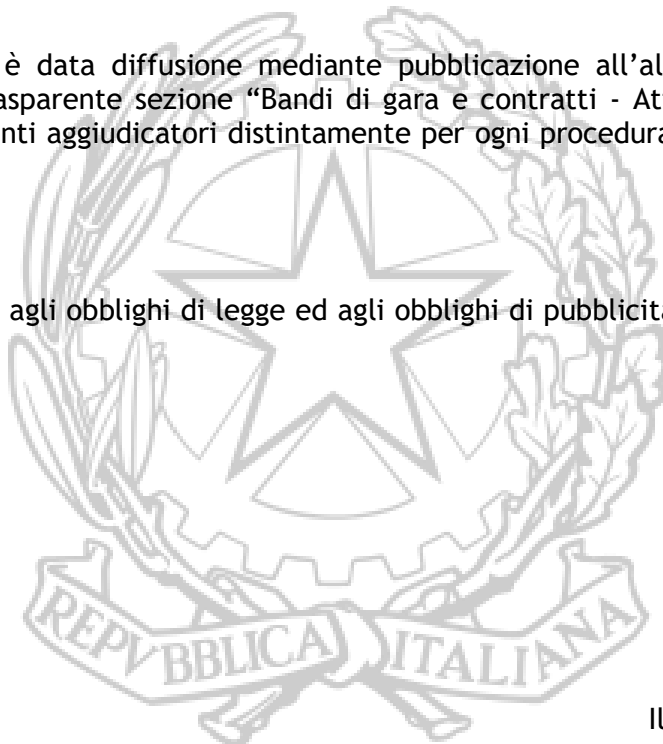 è data diffusione mediante pubblicazione all’al
asparente sezione “Bandi di gara e contratti - At
nti aggiudicatori distintamente per ogni procedura
agli obblighi di legge ed agli obblighi di pubblicità
REPVBBLICA ITALIANA
Il